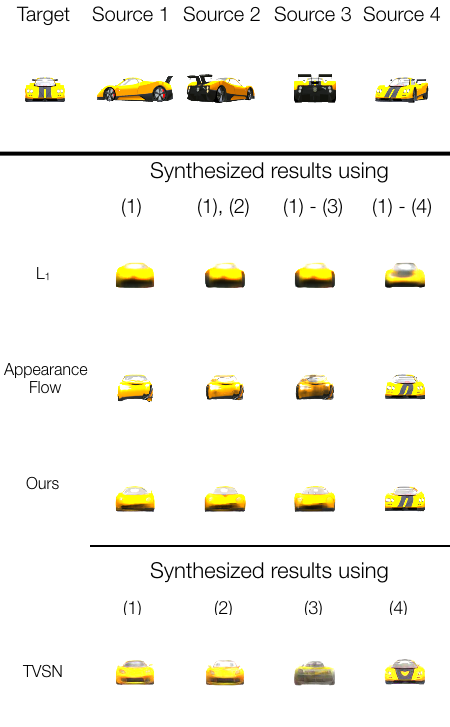 Target Source 1 Source 2 Source 3 Source 4
Synthesized results using
(1) (1), (2) (1) - (3) (1) - (4)
L₁
Appearance
Flow
Ours
Synthesized results using
(1) (2) (3) (4)
TVSN